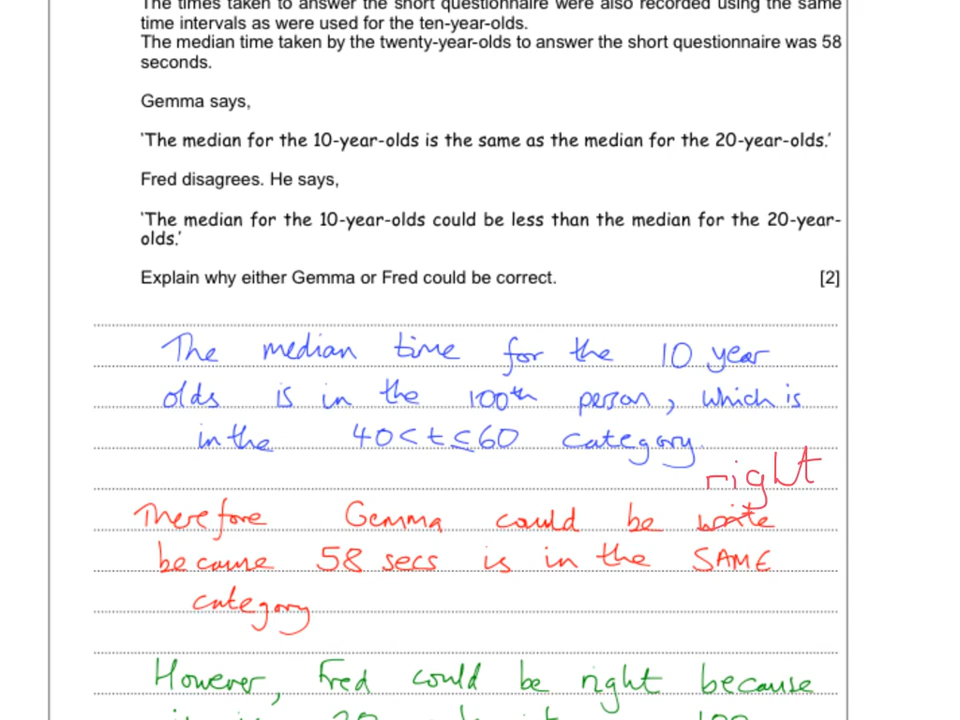 The times taken to answer the short questionnaire were also recorded using the same
time intervals as were used for the ten-year-olds.
The median time taken by the twenty-year-olds to answer the short questionnaire was 58
seconds.
Gemma says,
'The median for the 10-year-olds is the same as the median for the 20-year-olds.'
Fred disagrees. He says,
'The median for the 10-year-olds could be less than the median for the 20-year-
olds.'
Explain why either Gemma or Fred could be correct. [2]
The median time for the 10 year
olds is in the 100th person, which is
in the 40<t≤60 category.
right
Therefore Gemma could be write
because 58 secs is in the SAME
category
However, Fred could be right because